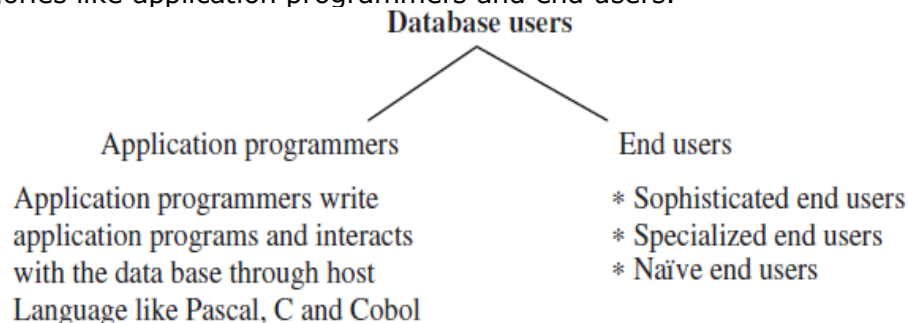 gories like application programmers and end users.
Database users
Application programmers
End users
Application programmers write
application programs and interacts
with the data base through host
Language like Pascal, C and Cobol
* Sophisticated end users
* Specialized end users
* Naïve end users